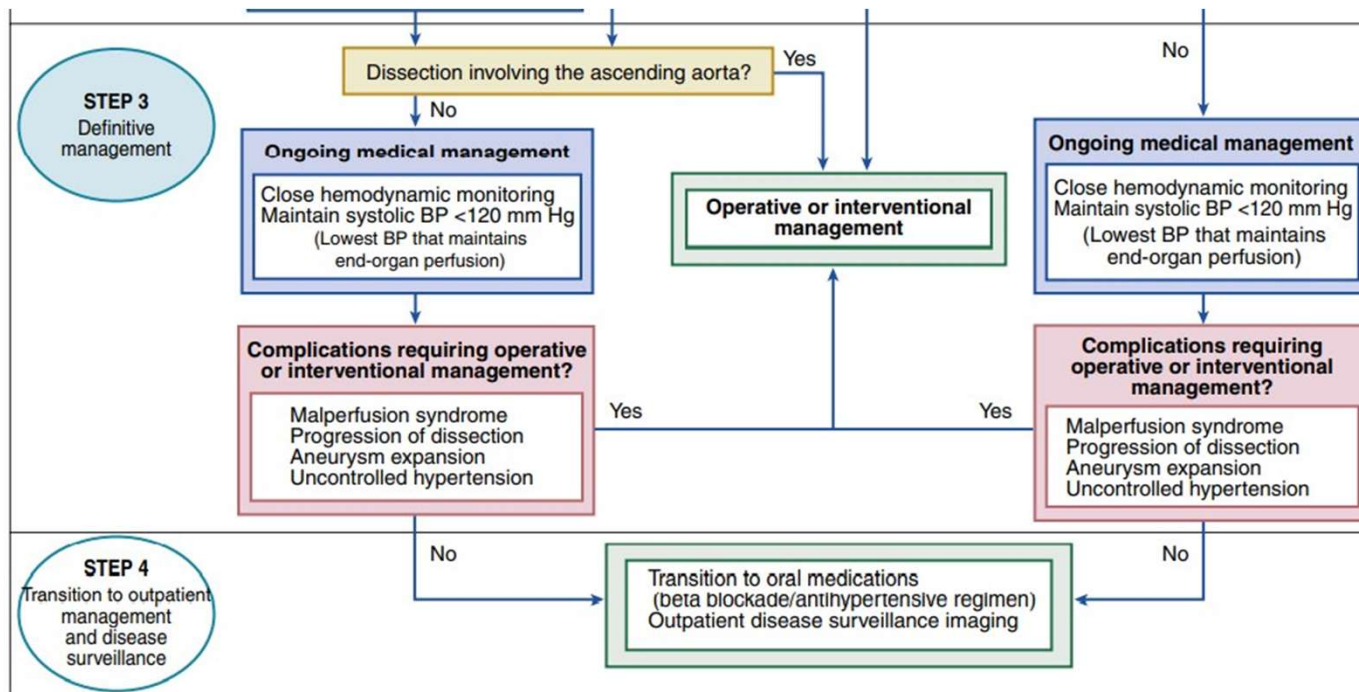 Dissection involving the ascending aorta?
Yes
No
No
STEP 3
Definitive
management
Ongoing medical management
Close hemodynamic monitoring
Maintain systolic BP <120 mm Hg
(Lowest BP that maintains
end-organ perfusion)
Operative or interventional
management
Ongoing medical management
Close hemodynamic monitoring
Maintain systolic BP <120 mm Hg
(Lowest BP that maintains
end-organ perfusion)
Complications requiring operative
or interventional management?
Malperfusion syndrome
Progression of dissection
Aneurysm expansion
Uncontrolled hypertension
Yes
Yes
Complications requiring
operative or interventional
management?
Malperfusion syndrome
Progression of dissection
Aneurysm expansion
Uncontrolled hypertension
No
No
STEP 4
Transition to outpatient
management
and disease
surveillance
Transition to oral medications
(beta blockade/antihypertensive regimen)
Outpatient disease surveillance imaging